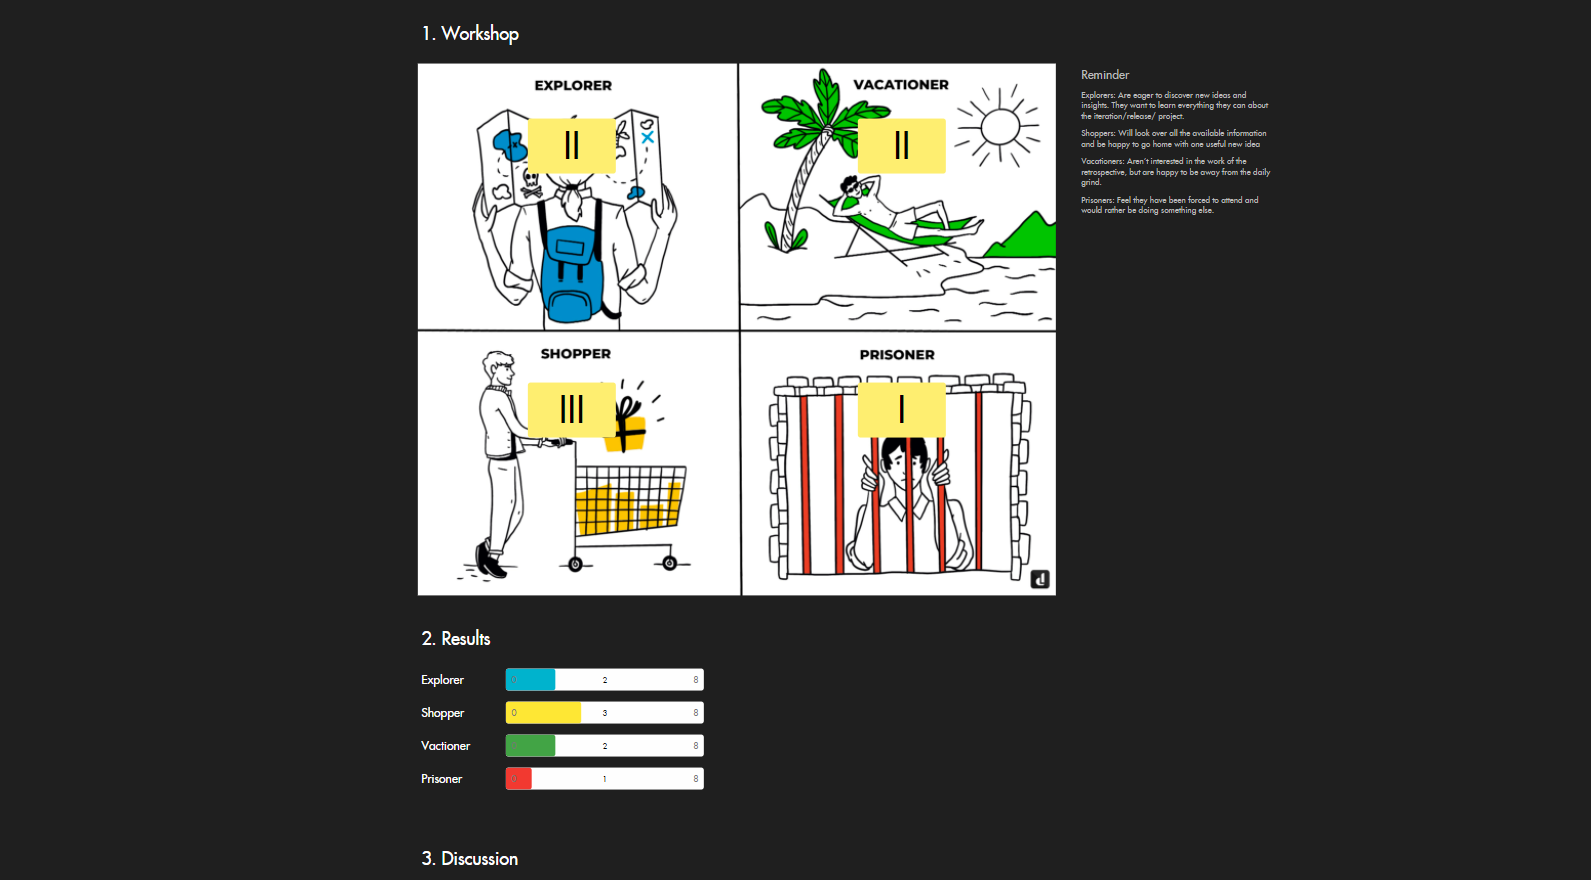 1. Workshop
EXPLORER
II
VACATIONER
II
SHOPPER
III
PRISONER
I
Reminder
Explorers: Are eager to discover new ideas and
insights. They want to learn everything they can about
the iteration/release/ project.
Shoppers: Will look over all the available information
and be happy to go home with one useful new idea
Vacationers: Aren't interested in the work of the
retrospective, but are happy to be away from the daily
grind.
Prisoners: Feel they have been forced to attend and
would rather be doing something else.
2. Results
Explorer 0 2 8
Shopper 0 3 8
Vactioner 0 2 8
Prisoner 0 1 8
3. Discussion